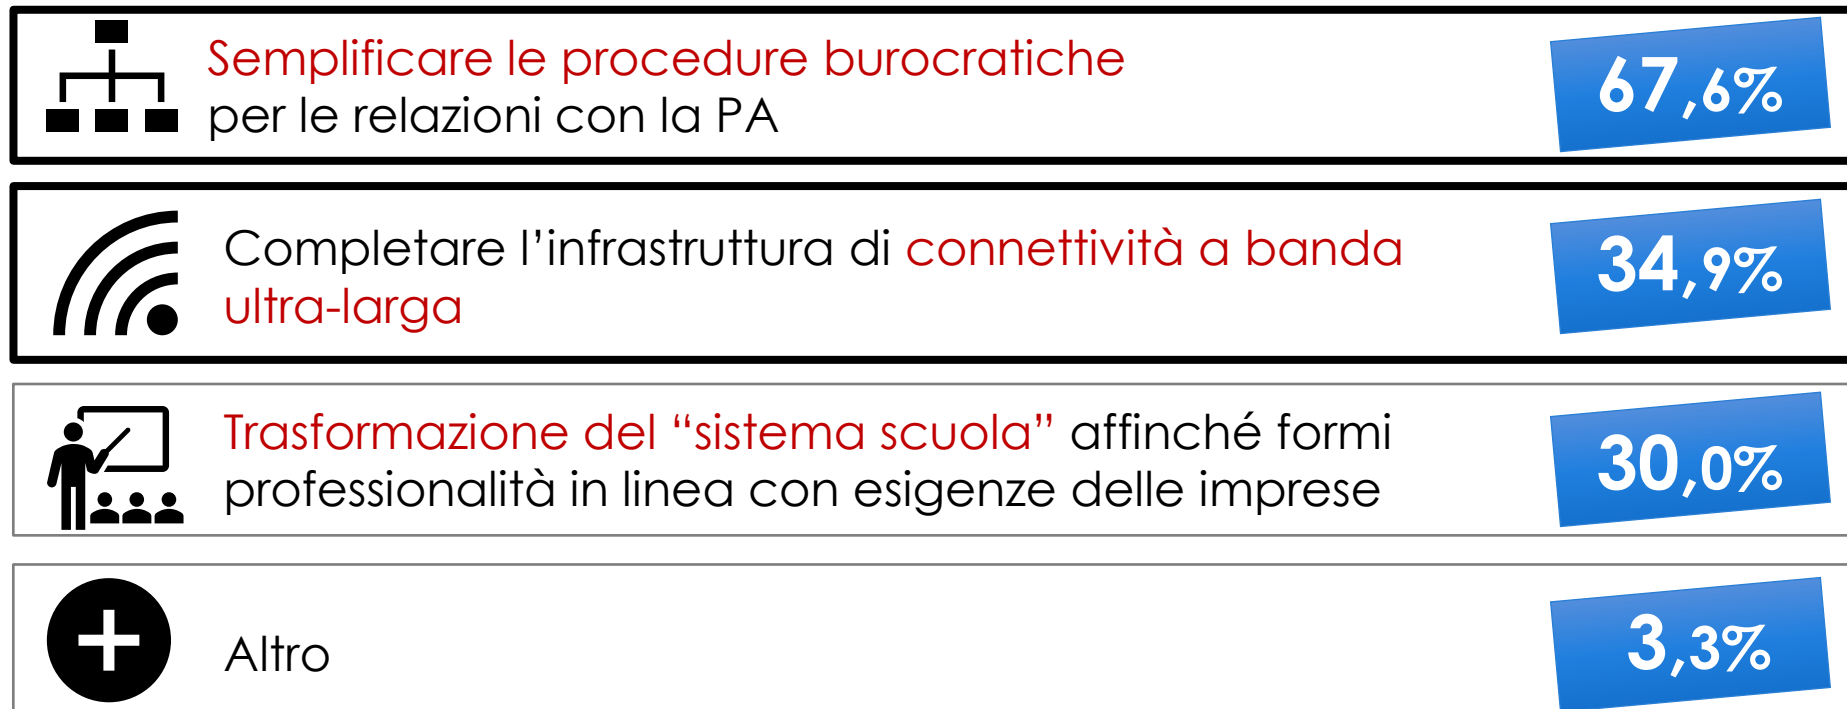 Semplificare le procedure burocratiche
per le relazioni con la PA
67,6%
Completare l’infrastruttura di connettività a banda
ultra-larga
34,9%
Trasformazione del “sistema scuola” affinché formi
professionalità in linea con esigenze delle imprese
30,0%
Altro
3,3%